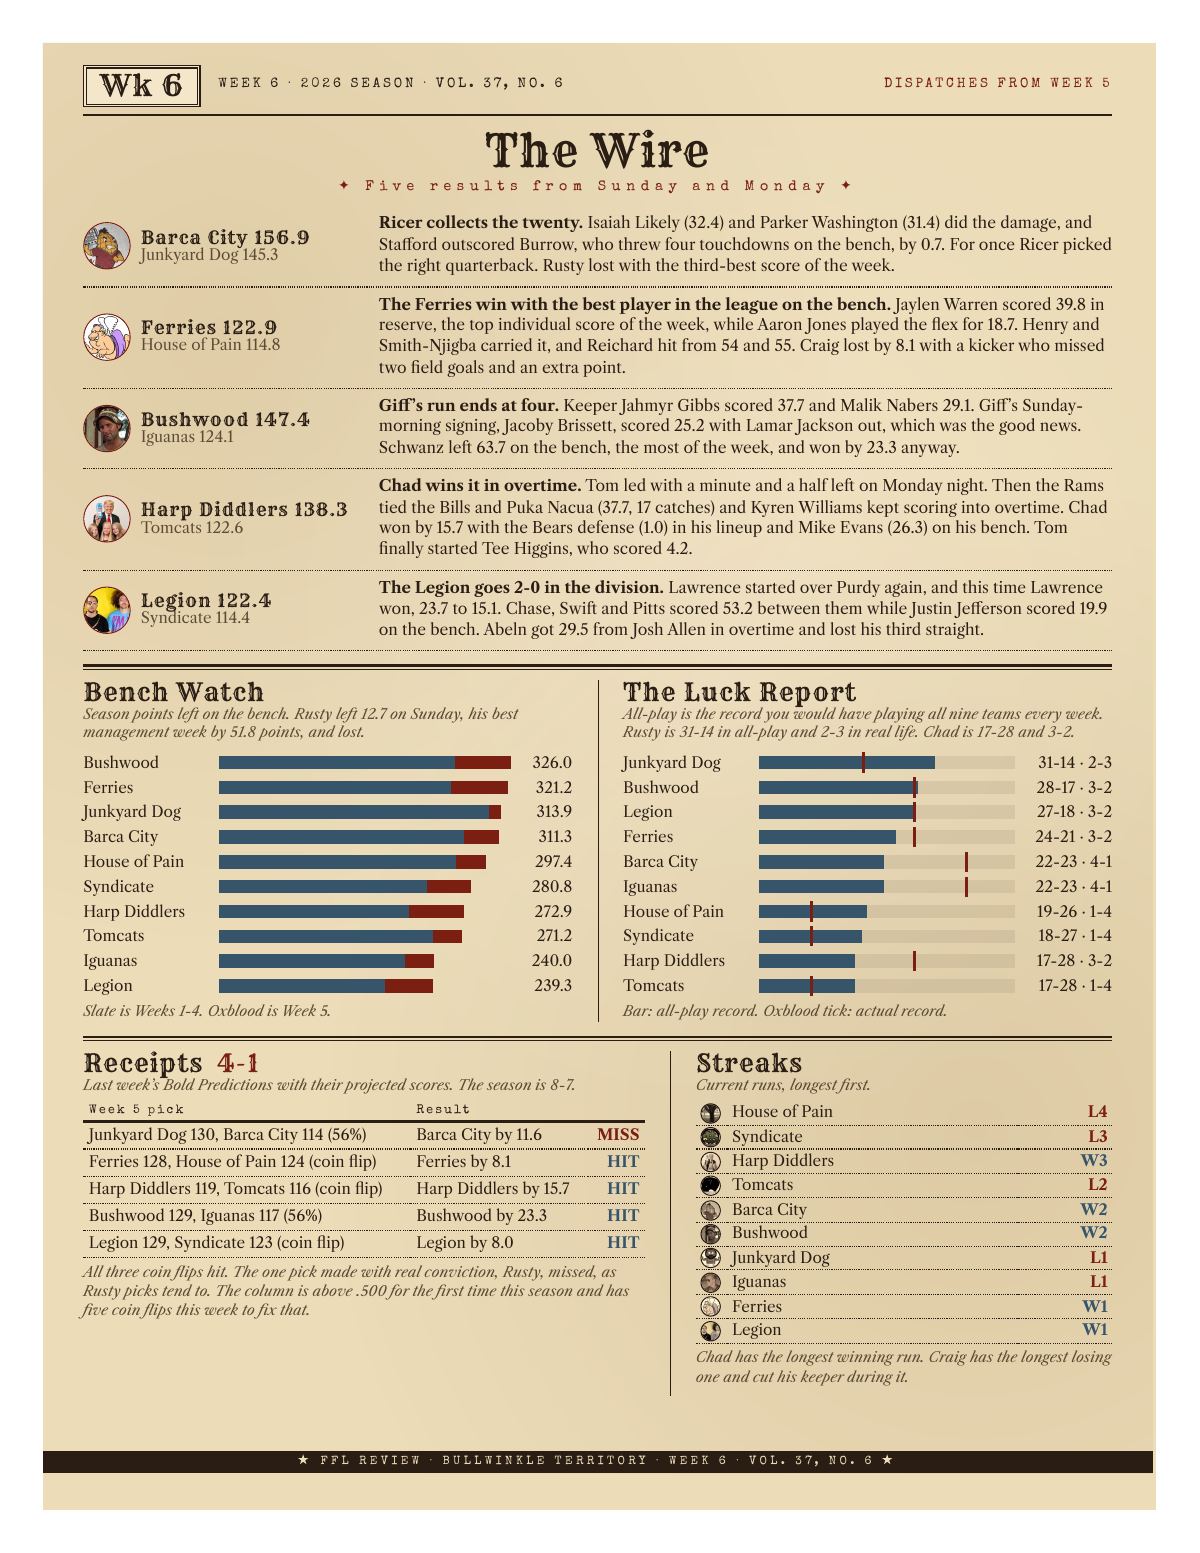 Wk 6
WEEK 6 · 2026 SEASON · VOL. 37, NO. 6
DISPATCHES FROM WEEK 5
The Wire
✦ Five results from Sunday and Monday ✦
Barca City 156.9
Junkyard Dog 145.3
Ricer collects the twenty. Isaiah Likely (32.4) and Parker Washington (31.4) did the damage, and
Stafford outscored Burrow, who threw four touchdowns on the bench, by 0.7. For once Ricer picked
the right quarterback. Rusty lost with the third-best score of the week.
Ferries 122.9
House of Pain 114.8
The Ferries win with the best player in the league on the bench. Jaylen Warren scored 39.8 in
reserve, the top individual score of the week, while Aaron Jones played the flex for 18.7. Henry and
Smith-Njigba carried it, and Reichard hit from 54 and 55. Craig lost by 8.1 with a kicker who missed
two field goals and an extra point.
Bushwood 147.4
Iguanas 124.1
Giff's run ends at four. Keeper Jahmyr Gibbs scored 37.7 and Malik Nabers 29.1. Giff's Sunday-
morning signing, Jacoby Brissett, scored 25.2 with Lamar Jackson out, which was the good news.
Schwanz left 63.7 on the bench, the most of the week, and won by 23.3 anyway.
Harp Diddlers 138.3
Tomcats 122.6
Chad wins it in overtime. Tom led with a minute and a half left on Monday night. Then the Rams
tied the Bills and Puka Nacua (37.7, 17 catches) and Kyren Williams kept scoring into overtime. Chad
won by 15.7 with the Bears defense (1.0) in his lineup and Mike Evans (26.3) on his bench. Tom
finally started Tee Higgins, who scored 4.2.
Legion 122.4
Syndicate 114.4
The Legion goes 2-0 in the division. Lawrence started over Purdy again, and this time Lawrence
won, 23.7 to 15.1. Chase, Swift and Pitts scored 53.2 between them while Justin Jefferson scored 19.9
on the bench. Abeln got 29.5 from Josh Allen in overtime and lost his third straight.
Bench Watch
Season points left on the bench. Rusty left 12.7 on Sunday, his best
management week by 51.8 points, and lost.
Bushwood 326.0
Ferries 321.2
Junkyard Dog 313.9
Barca City 311.3
House of Pain 297.4
Syndicate 280.8
Harp Diddlers 272.9
Tomcats 271.2
Iguanas 240.0
Legion 239.3
Slate is Weeks 1-4. Oxblood is Week 5.
The Luck Report
All-play is the record you would have playing all nine teams every week.
Rusty is 31-14 in all-play and 2-3 in real life. Chad is 17-28 and 3-2.
Junkyard Dog 31-14 · 2-3
Bushwood 28-17 · 3-2
Legion 27-18 · 3-2
Ferries 24-21 · 3-2
Barca City 22-23 · 4-1
Iguanas 22-23 · 4-1
House of Pain 19-26 · 1-4
Syndicate 18-27 · 1-4
Harp Diddlers 17-28 · 3-2
Tomcats 17-28 · 1-4
Bar: all-play record. Oxblood tick: actual record.
Receipts 4-1
Last week's Bold Predictions with their projected scores. The season is 8-7.
Week 5 pick Result
Junkyard Dog 130, Barca City 114 (56%) Barca City by 11.6 MISS
Ferries 128, House of Pain 124 (coin flip) Ferries by 8.1 HIT
Harp Diddlers 119, Tomcats 116 (coin flip) Harp Diddlers by 15.7 HIT
Bushwood 129, Iguanas 117 (56%) Bushwood by 23.3 HIT
Legion 129, Syndicate 123 (coin flip) Legion by 8.0 HIT
All three coin flips hit. The one pick made with real conviction, Rusty, missed, as
Rusty picks tend to. The column is above .500 for the first time this season and has
five coin flips this week to fix that.
Streaks
Current runs, longest first.
House of Pain L4
Syndicate L3
Harp Diddlers W3
Tomcats L2
Barca City W2
Bushwood W2
Junkyard Dog L1
Iguanas L1
Ferries W1
Legion W1
Chad has the longest winning run. Craig has the longest losing
one and cut his keeper during it.
★ FFL REVIEW · BULLWINKLE TERRITORY · WEEK 6 · VOL. 37, NO. 6 ★